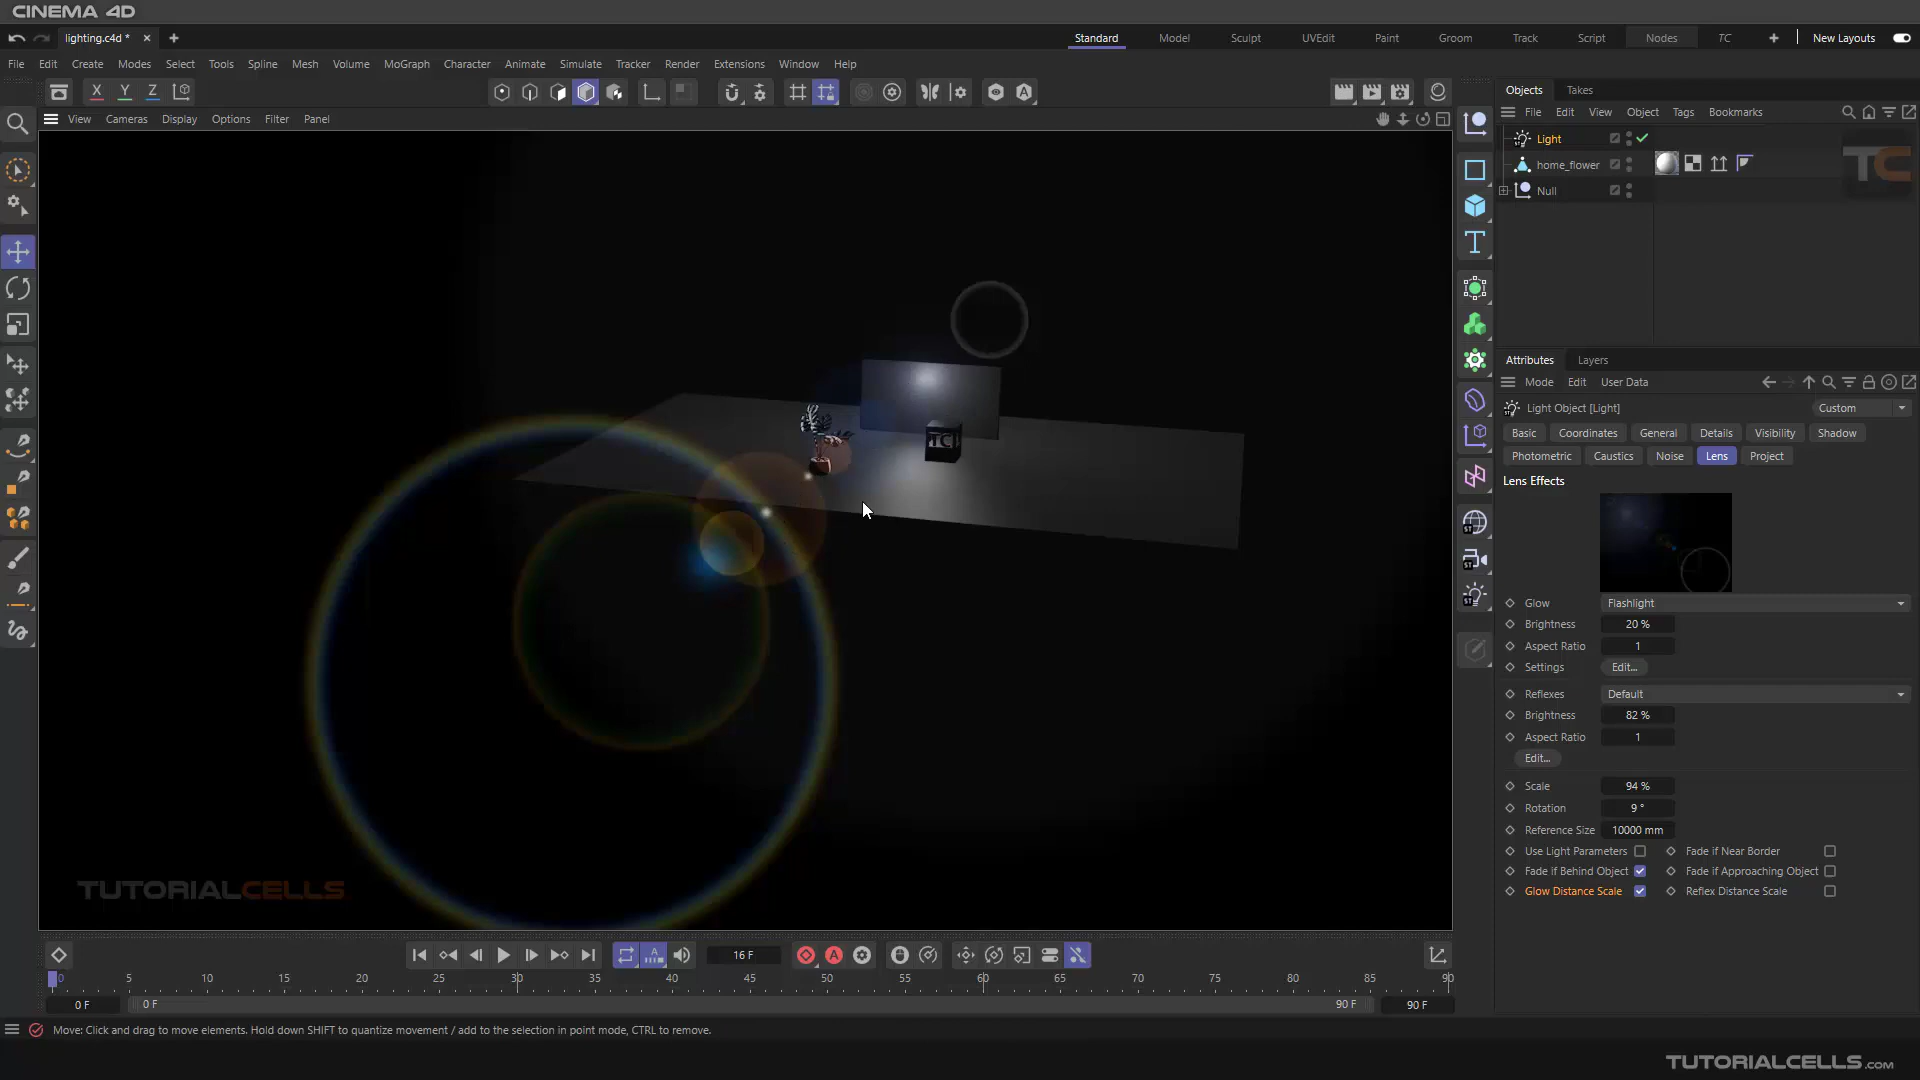 CINEMA 4D
lighting.c4d *
Standard Model Sculpt UVEdit Paint Groom Track Script Nodes TC New Layouts
File Edit Create Modes Select Tools Spline Mesh Volume MoGraph Character Animate Simulate Tracker Render Extensions Window Help
X Y Z
View Cameras Display Options Filter Panel
Objects Takes
File Edit View Object Tags Bookmarks
Light
home_flower
Null
TC
TC
Attributes Layers
Mode Edit User Data
Light Object [Light] Custom
Basic Coordinates General Details Visibility Shadow
Photometric Caustics Noise Lens Project
Lens Effects
Glow Flashlight
Brightness 20 %
Aspect Ratio 1
Settings Edit...
Reflexes Default
Brightness 82 %
Aspect Ratio 1
Edit...
Scale 94 %
Rotation 9 °
Reference Size 10000 mm
Use Light Parameters Fade if Near Border
Fade if Behind Object Fade if Approaching Object
Glow Distance Scale Reflex Distance Scale
TUTORIALCELLS
16 F
0 5 10 15 20 25 30 35 40 45 50 55 60 65 70 75 80 85 90
0 F 0 F 90 F 90 F
Move: Click and drag to move elements. Hold down SHIFT to quantize movement / add to the selection in point mode, CTRL to remove.
TUTORIALCELLS.com